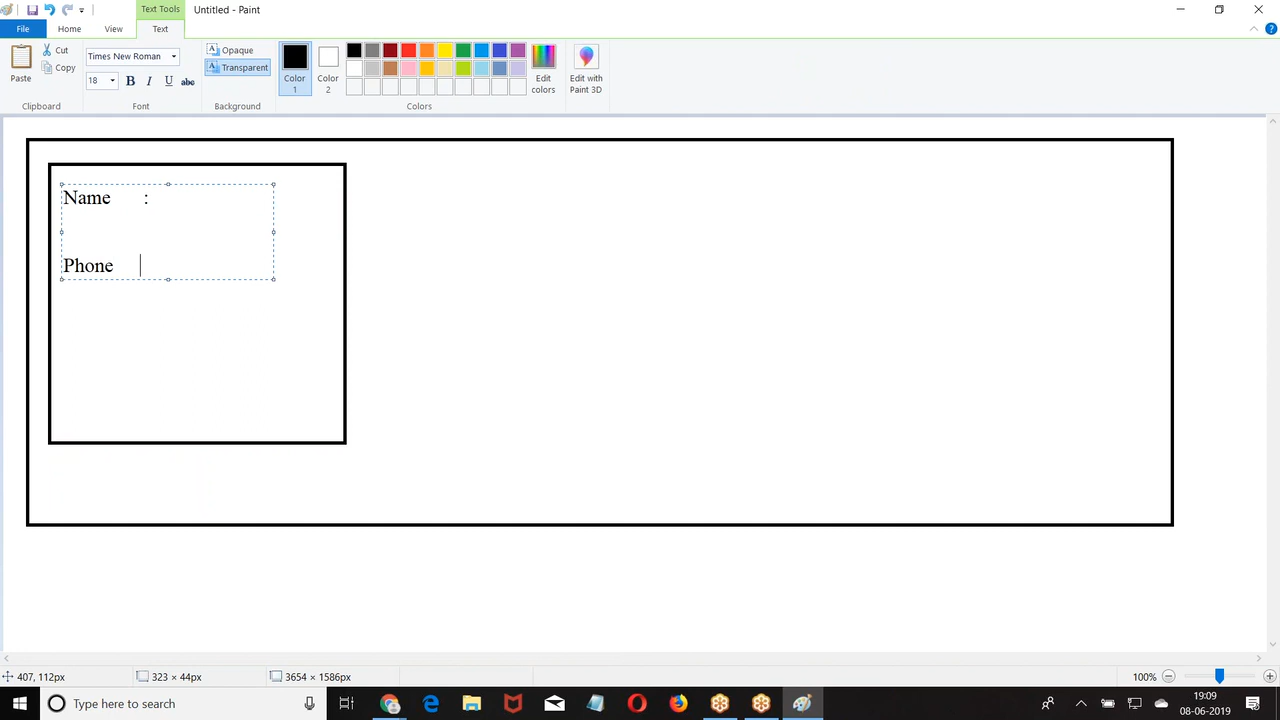 Text Tools
Untitled - Paint
File
Home
View
Text
Paste
Cut
Copy
Clipboard
Times New Roman
18
B I U abc
Font
A Opaque
A Transparent
Background
Color 1
Color 2
Edit colors
Colors
Edit with Paint 3D
Name :
Phone
407, 112px
323 × 44px
3654 × 1586px
100%
Type here to search
19:09
08-06-2019